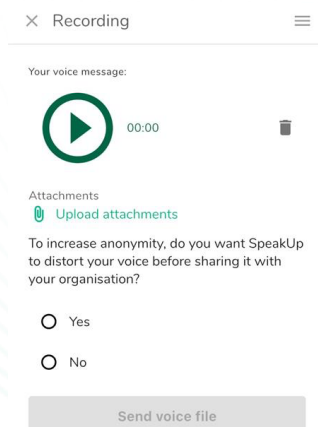 Recording
Your voice message:
00:00
Attachments
Upload attachments
To increase anonymity, do you want SpeakUp
to distort your voice before sharing it with
your organisation?
Yes
No
Send voice file